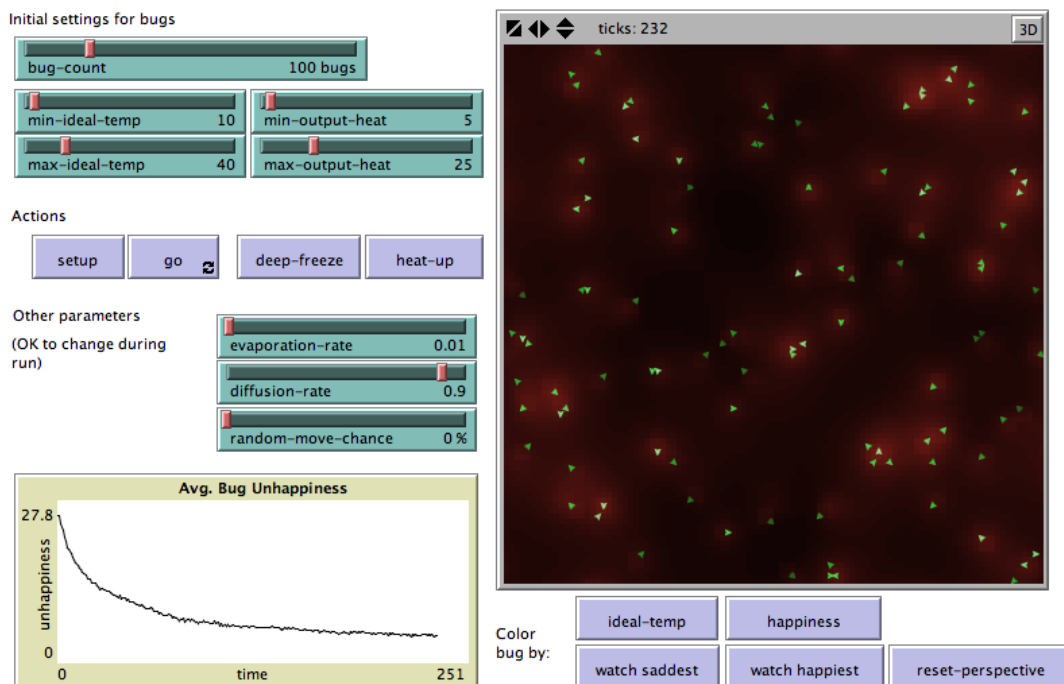 Initial settings for bugs
bug-count 100 bugs
min-ideal-temp 10
min-output-heat 5
max-ideal-temp 40
max-output-heat 25
Actions
setup
go
deep-freeze
heat-up
Other parameters
(OK to change during
run)
evaporation-rate 0.01
diffusion-rate 0.9
random-move-chance 0 %
Avg. Bug Unhappiness
27.8
unhappiness
0
0 time 251
ticks: 232
3D
Color
bug by:
ideal-temp
happiness
watch saddest
watch happiest
reset-perspective